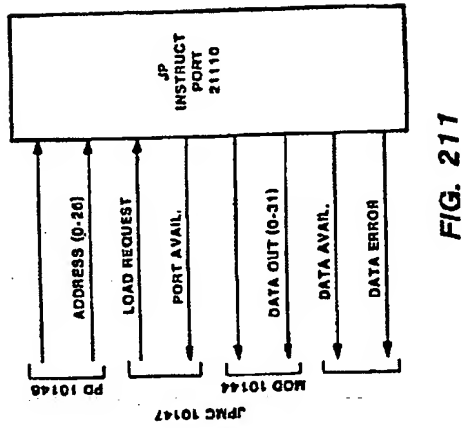 JP
INSTRUCT
PORT
21110
ADDRESS (0-26)
LOAD REQUEST
PORT AVAIL.
DATA OUT (0-31)
DATA AVAIL.
DATA ERROR
PD 10146
MOD 10144
JPMC 10147
FIG. 211